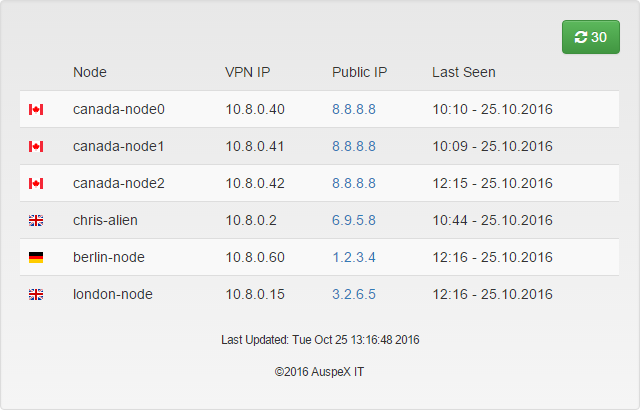 30
Node VPN IP Public IP Last Seen
canada-node0 10.8.0.40 8.8.8.8 10:10 - 25.10.2016
canada-node1 10.8.0.41 8.8.8.8 10:09 - 25.10.2016
canada-node2 10.8.0.42 8.8.8.8 12:15 - 25.10.2016
chris-alien 10.8.0.2 6.9.5.8 10:44 - 25.10.2016
berlin-node 10.8.0.60 1.2.3.4 12:16 - 25.10.2016
london-node 10.8.0.15 3.2.6.5 12:16 - 25.10.2016
Last Updated: Tue Oct 25 13:16:48 2016
©2016 AuspeX IT